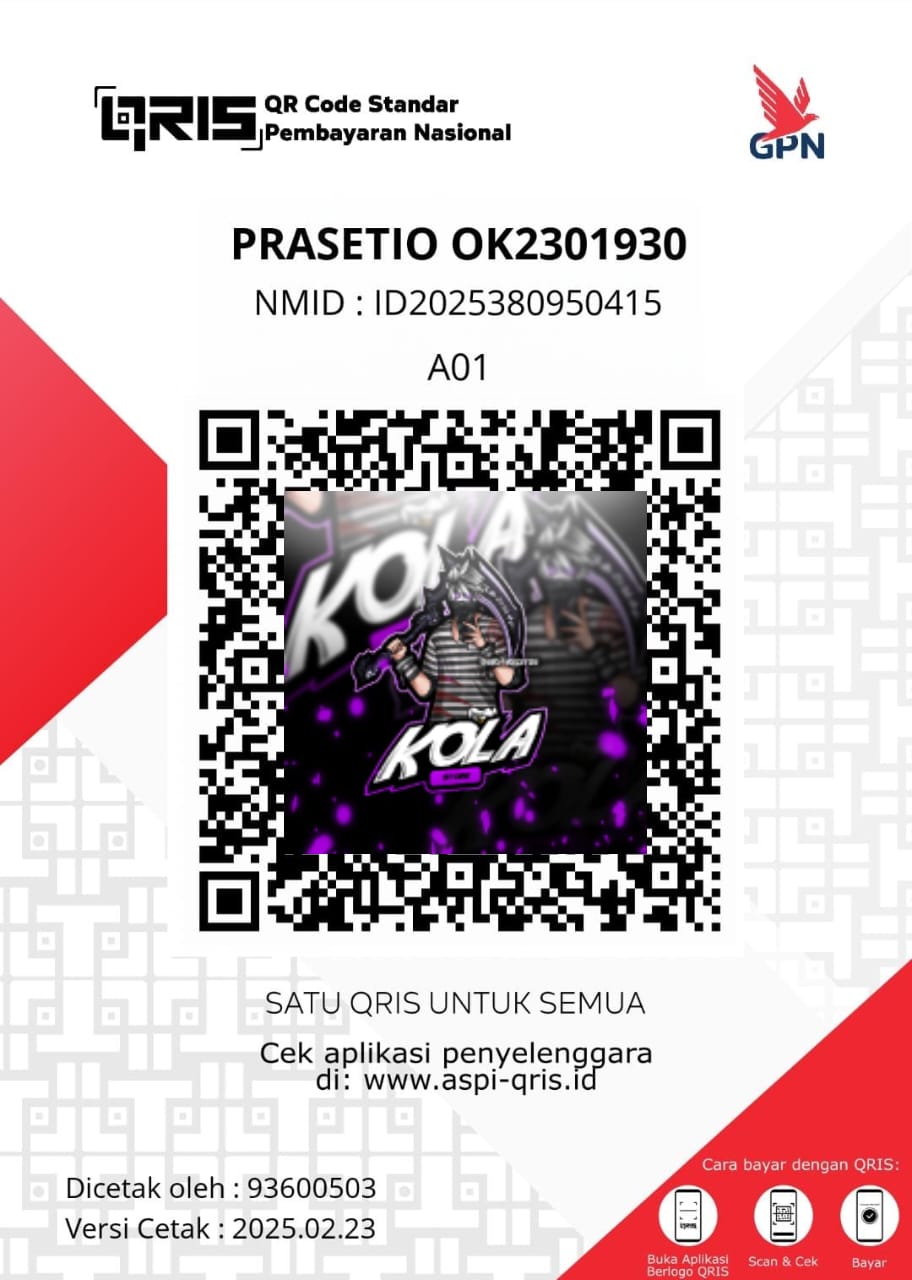 QRIS QR Code Standar
Pembayaran Nasional
GPN
PRASETIO OK2301930
NMID : ID2025380950415
A01
KOLA
KOLA
SATU QRIS UNTUK SEMUA
Cek aplikasi penyelenggara
di: www.aspi-qris.id
Dicetak oleh : 93600503
Versi Cetak : 2025.02.23
Cara bayar dengan QRIS:
QRIS
Buka Aplikasi
Berlogo QRIS
Scan & Cek
Bayar